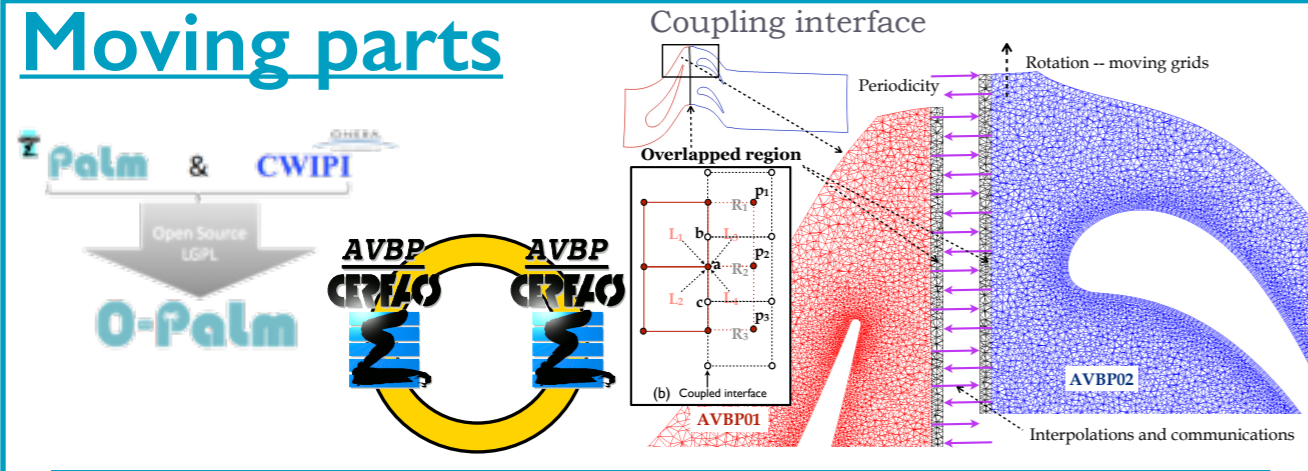 Moving parts
Coupling interface
ONERA
Palm & CWIPI
Open Source
LGPL
O-Palm
AVBP
CERFACS
AVBP
CERFACS
Periodicity
Rotation -- moving grids
Overlapped region
p1
R1
b
L1
L3
p2
a
R2
L2
L4
c
p3
R3
(b) Coupled interface
AVBP01
AVBP02
Interpolations and communications